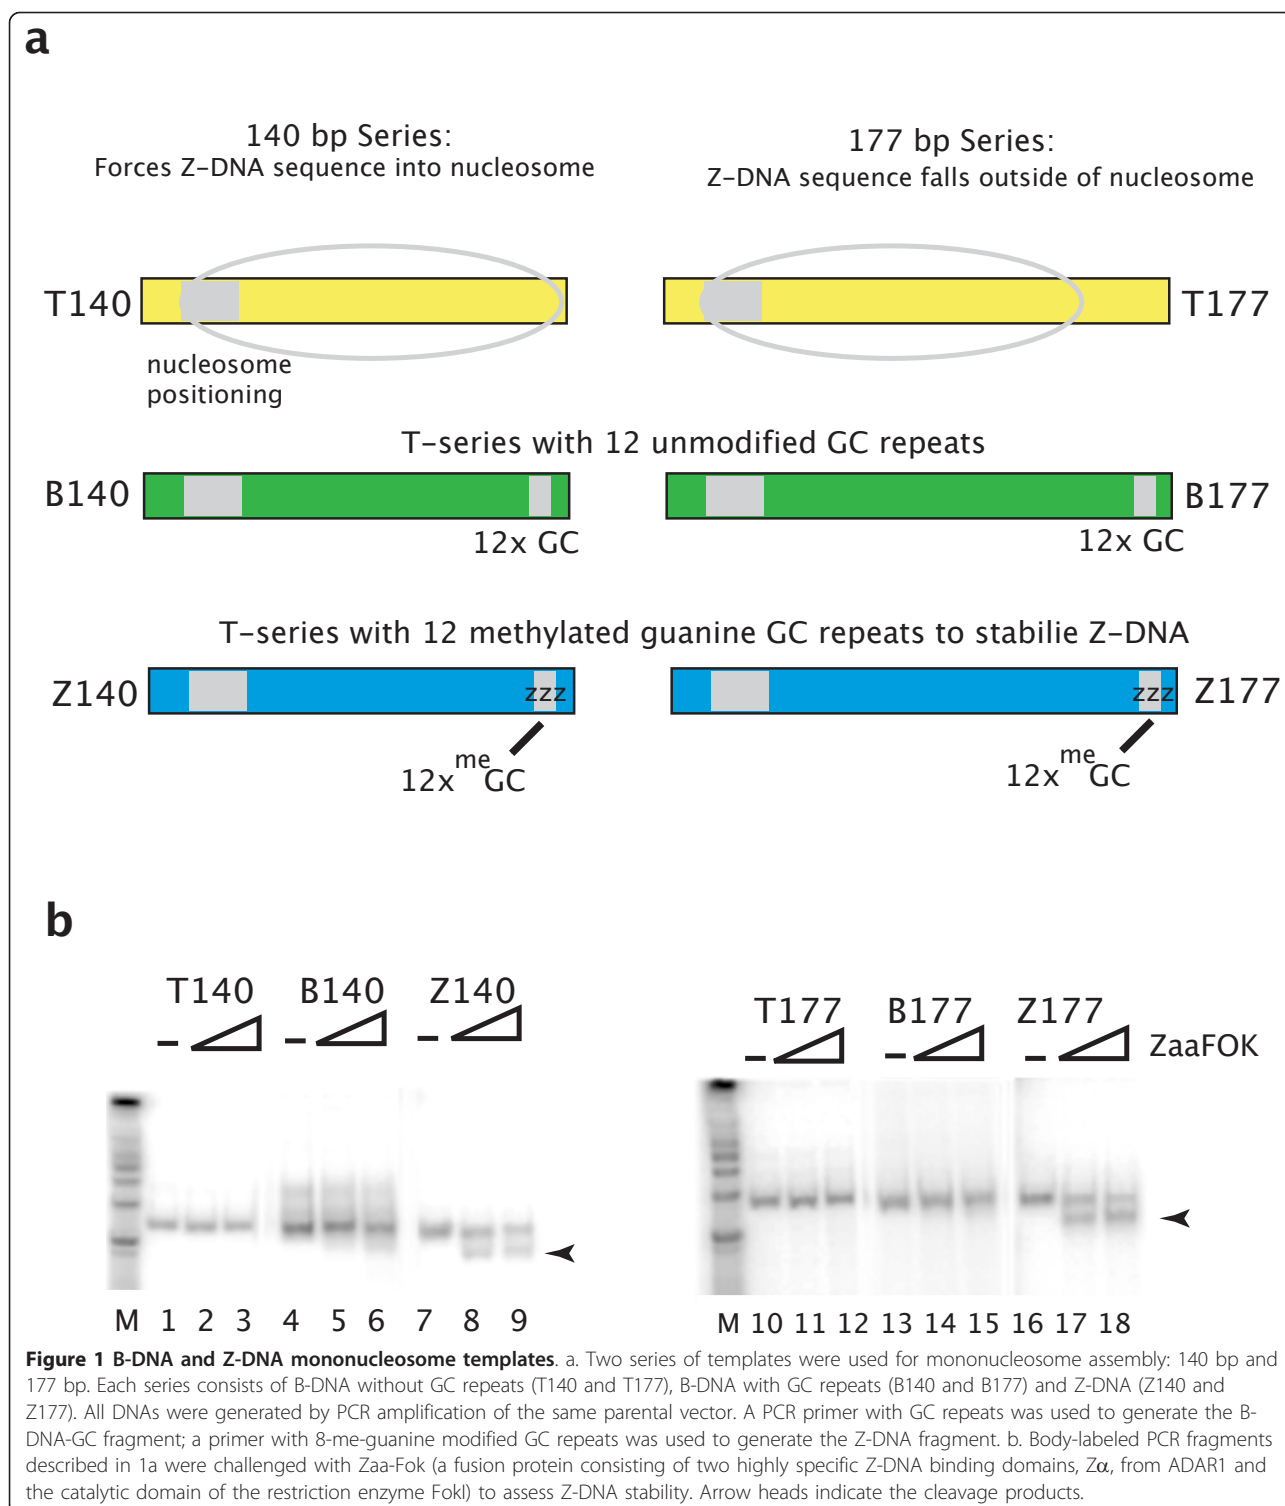 a
140 bp Series:
Forces Z-DNA sequence into nucleosome
177 bp Series:
Z-DNA sequence falls outside of nucleosome
T140
T177
nucleosome
positioning
T-series with 12 unmodified GC repeats
B140
B177
12x GC
12x GC
T-series with 12 methylated guanine GC repeats to stabilie Z-DNA
Z140
zzz
zzz
Z177
12x^me GC
12x^me GC
b
T140 B140 Z140
–
–
–
T177 B177 Z177
–
–
–
ZaaFOK
M 1 2 3 4 5 6 7 8 9
M 10 11 12 13 14 15 16 17 18
Figure 1 B-DNA and Z-DNA mononucleosome templates. a. Two series of templates were used for mononucleosome assembly: 140 bp and
177 bp. Each series consists of B-DNA without GC repeats (T140 and T177), B-DNA with GC repeats (B140 and B177) and Z-DNA (Z140 and
Z177). All DNAs were generated by PCR amplification of the same parental vector. A PCR primer with GC repeats was used to generate the B-
DNA-GC fragment; a primer with 8-me-guanine modified GC repeats was used to generate the Z-DNA fragment. b. Body-labeled PCR fragments
described in 1a were challenged with Zaa-Fok (a fusion protein consisting of two highly specific Z-DNA binding domains, Zα, from ADAR1 and
the catalytic domain of the restriction enzyme FokI) to assess Z-DNA stability. Arrow heads indicate the cleavage products.